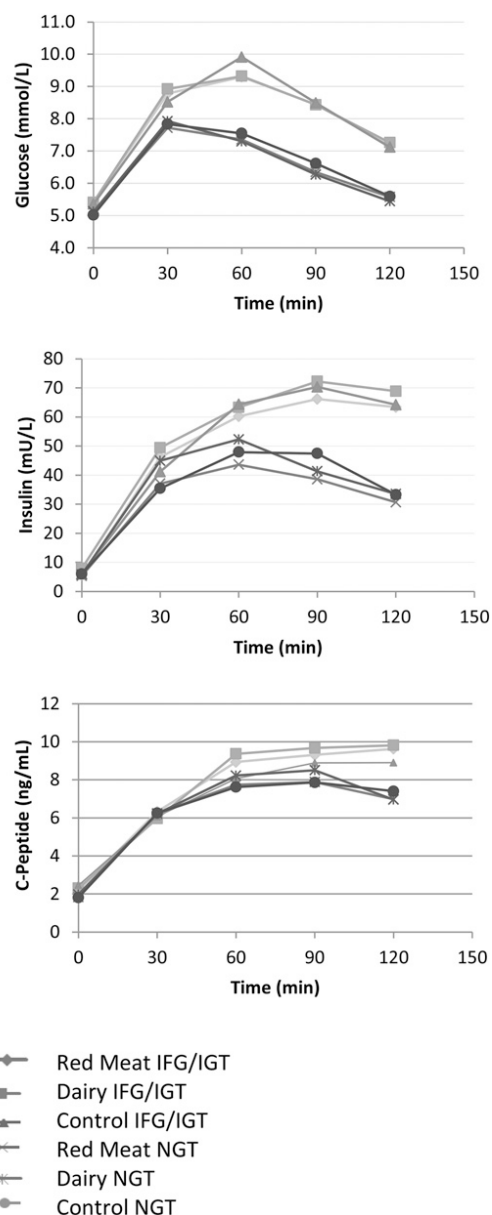 11.0
10.0
9.0
8.0
7.0
6.0
5.0
4.0
Glucose (mmol/L)
0 30 60 90 120 150
Time (min)
80
70
60
50
40
30
20
10
0
Insulin (mU/L)
0 30 60 90 120 150
Time (min)
12
10
8
6
4
2
0
C-Peptide (ng/mL)
0 30 60 90 120 150
Time (min)
Red Meat IFG/IGT
Dairy IFG/IGT
Control IFG/IGT
Red Meat NGT
Dairy NGT
Control NGT